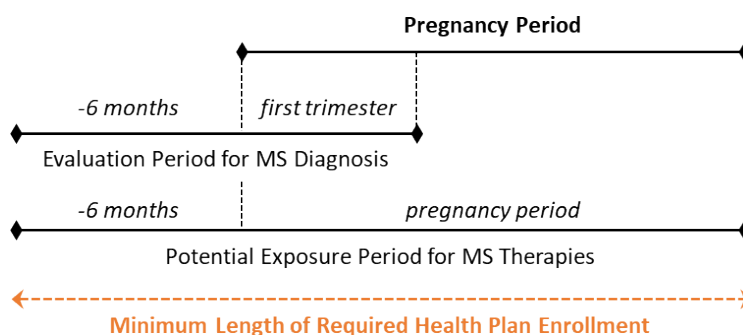 Pregnancy Period
-6 months first trimester
Evaluation Period for MS Diagnosis
-6 months pregnancy period
Potential Exposure Period for MS Therapies
Minimum Length of Required Health Plan Enrollment